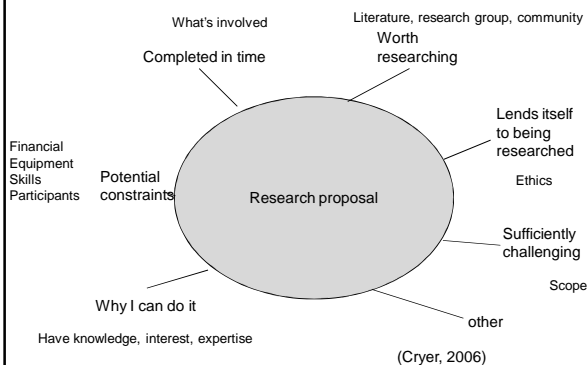 What's involved
Literature, research group, community
Completed in time
Worth
researching
Lends itself
to being
researched
Ethics
Financial
Equipment
Skills
Participants
Potential
constraints
Research proposal
Sufficiently
challenging
Scope
Why I can do it
Have knowledge, interest, expertise
other
(Cryer, 2006)